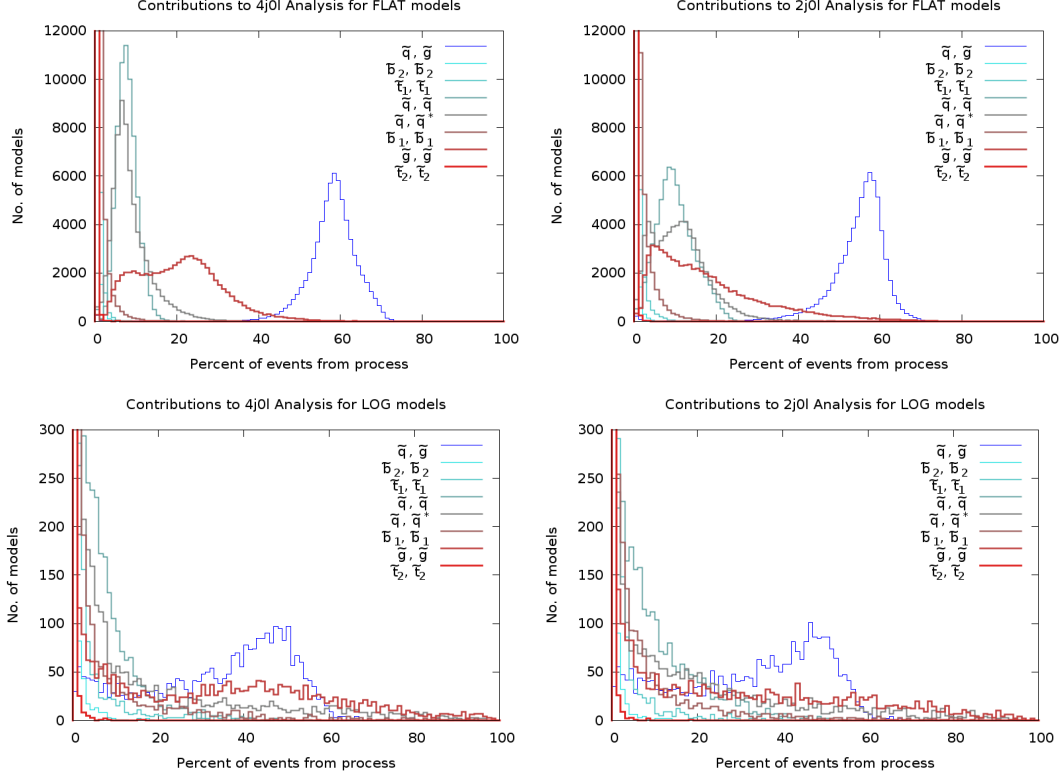 Contributions to 4j0l Analysis for FLAT models
No. of models
12000
10000
8000
6000
4000
2000
0
0 20 40 60 80 100
Percent of events from process
q̃, g̃
b̃₂, b̃₂
t̃₁, t̃₁
q̃, q̃
q̃, q̃*
b̃₁, b̃₁
g̃, g̃
t̃₂, t̃₂
Contributions to 2j0l Analysis for FLAT models
No. of models
12000
10000
8000
6000
4000
2000
0
0 20 40 60 80 100
Percent of events from process
q̃, g̃
b̃₂, b̃₂
t̃₁, t̃₁
q̃, q̃
q̃, q̃*
b̃₁, b̃₁
g̃, g̃
t̃₂, t̃₂
Contributions to 4j0l Analysis for LOG models
No. of models
300
250
200
150
100
50
0
0 20 40 60 80 100
Percent of events from process
q̃, g̃
b̃₂, b̃₂
t̃₁, t̃₁
q̃, q̃
q̃, q̃*
b̃₁, b̃₁
g̃, g̃
t̃₂, t̃₂
Contributions to 2j0l Analysis for LOG models
No. of models
300
250
200
150
100
50
0
0 20 40 60 80 100
Percent of events from process
q̃, g̃
b̃₂, b̃₂
t̃₁, t̃₁
q̃, q̃
q̃, q̃*
b̃₁, b̃₁
g̃, g̃
t̃₂, t̃₂